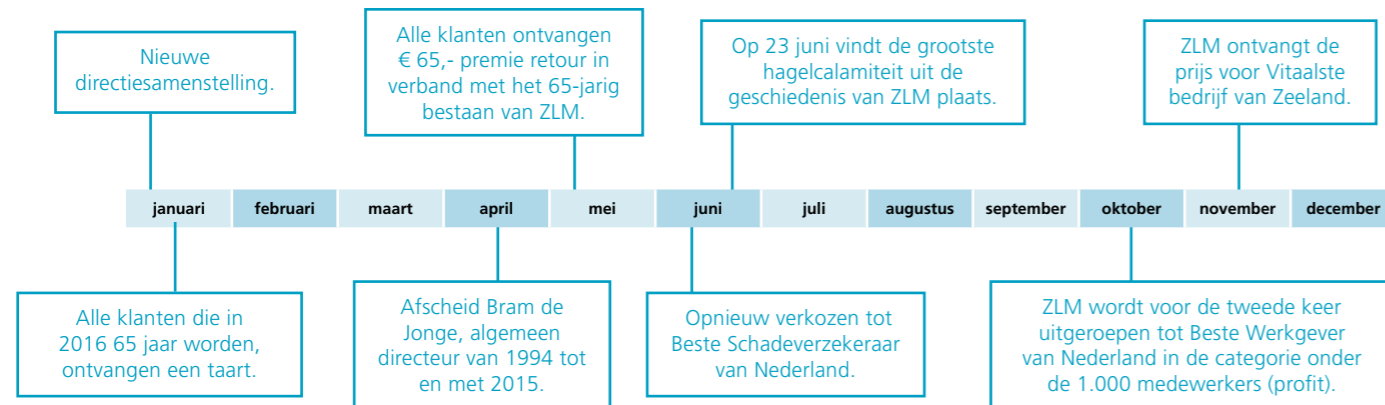 Nieuwe
directiesamenstelling.
Alle klanten ontvangen
€ 65,- premie retour in
verband met het 65-jarig
bestaan van ZLM.
Op 23 juni vindt de grootste
hagelcalamiteit uit de
geschiedenis van ZLM plaats.
ZLM ontvangt de
prijs voor Vitaalste
bedrijf van Zeeland.
januari februari maart april mei juni juli augustus september oktober november december
Alle klanten die in
2016 65 jaar worden,
ontvangen een taart.
Afscheid Bram de
Jonge, algemeen
directeur van 1994 tot
en met 2015.
Opnieuw verkozen tot
Beste Schadeverzekeraar
van Nederland.
ZLM wordt voor de tweede keer
uitgeroepen tot Beste Werkgever
van Nederland in de categorie onder
de 1.000 medewerkers (profit).